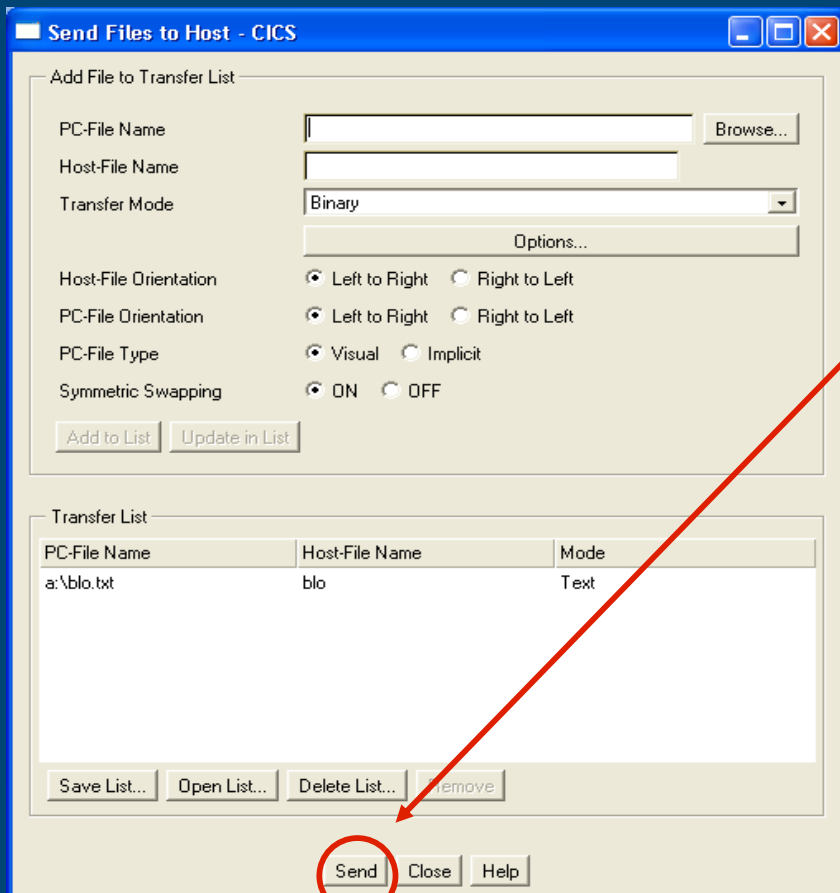 Send Files to Host - CICS
Add File to Transfer List
PC-File Name Browse...
Host-File Name
Transfer Mode Binary
Options...
Host-File Orientation Left to Right Right to Left
PC-File Orientation Left to Right Right to Left
PC-File Type Visual Implicit
Symmetric Swapping ON OFF
Add to List Update in List
Transfer List
PC-File Name Host-File Name Mode
a:\blo.txt blo Text
Save List... Open List... Delete List... Remove
Send Close Help